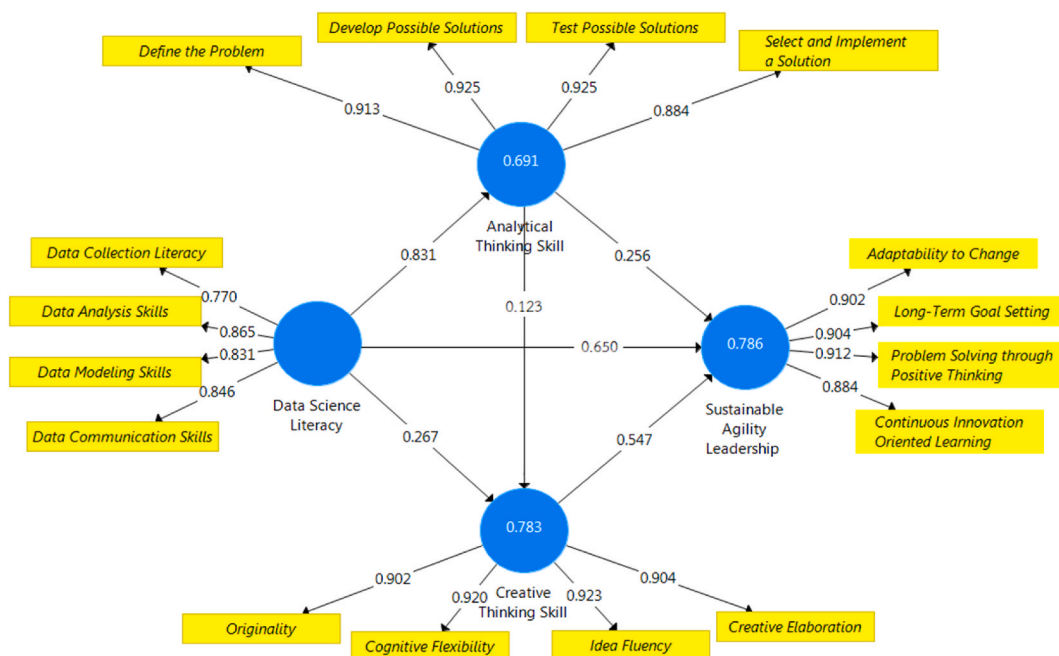 Develop Possible Solutions
Test Possible Solutions
Define the Problem
Select and Implement
a Solution
0.925
0.925
0.913
0.884
0.691
Analytical
Thinking Skill
Data Collection Literacy
0.831
0.256
Adaptability to Change
0.770
0.902
Data Analysis Skills
0.123
Long-Term Goal Setting
0.865
0.904
0.650
0.786
0.831
0.912
Data Modeling Skills
Problem Solving through
Positive Thinking
0.846
0.884
Data Science
Literacy
Sustainable
Agility
Leadership
Data Communication Skills
Continuous Innovation
Oriented Learning
0.267
0.547
0.783
0.902
0.920
Creative
Thinking Skill
0.923
0.904
Originality
Cognitive Flexibility
Idea Fluency
Creative Elaboration